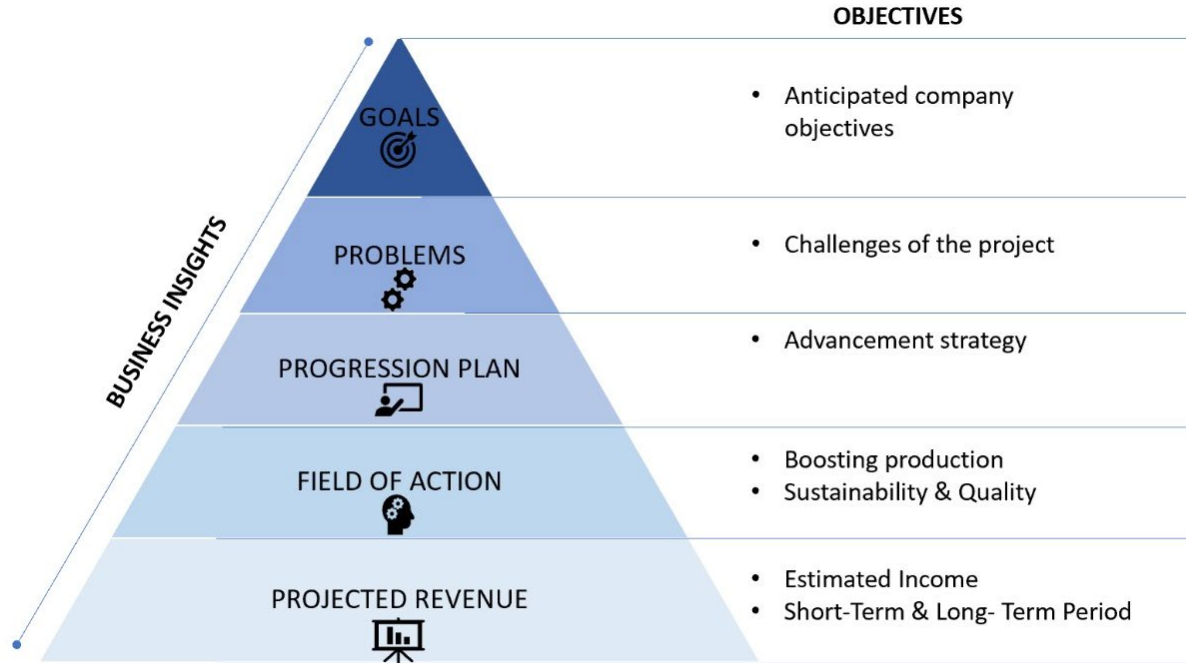 OBJECTIVES
GOALS
• Anticipated company
objectives
BUSINESS INSIGHTS
PROBLEMS
• Challenges of the project
PROGRESSION PLAN
• Advancement strategy
FIELD OF ACTION
• Boosting production
• Sustainability & Quality
PROJECTED REVENUE
• Estimated Income
• Short-Term & Long- Term Period